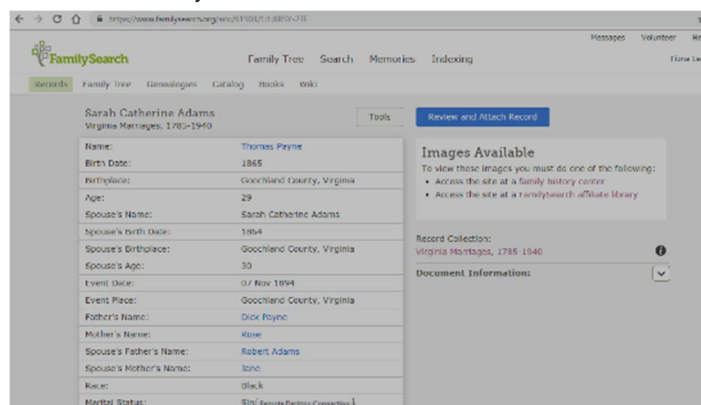 FamilySearch
Messages Volunteer
Family Tree Search Memories Indexing
Records Family Tree Genealogies Catalog Books Wiki
Sarah Catherine Adams
Virginia Marriages, 1785-1940
Tools
Review and Attach Record
Name: Thomas Payne
Birth Date: 1865
Birthplace: Goochland County, Virginia
Age: 29
Spouse's Name: Sarah Catherine Adams
Spouse's Birth Date: 1864
Spouse's Birthplace: Goochland County, Virginia
Spouse's Age: 30
Event Date: 07 Nov 1894
Event Place: Goochland County, Virginia
Father's Name: Dick Payne
Mother's Name: Rose
Spouse's Father's Name: Robert Adams
Spouse's Mother's Name: Jane
Race: Black
Marital Status:
Remote Desktop Connection
Images Available
To view these images you must do one of the following:
• Access the site at a family history center
• Access the site at a FamilySearch affiliate library
Record Collection:
Virginia Marriages, 1785-1940
Document Information: